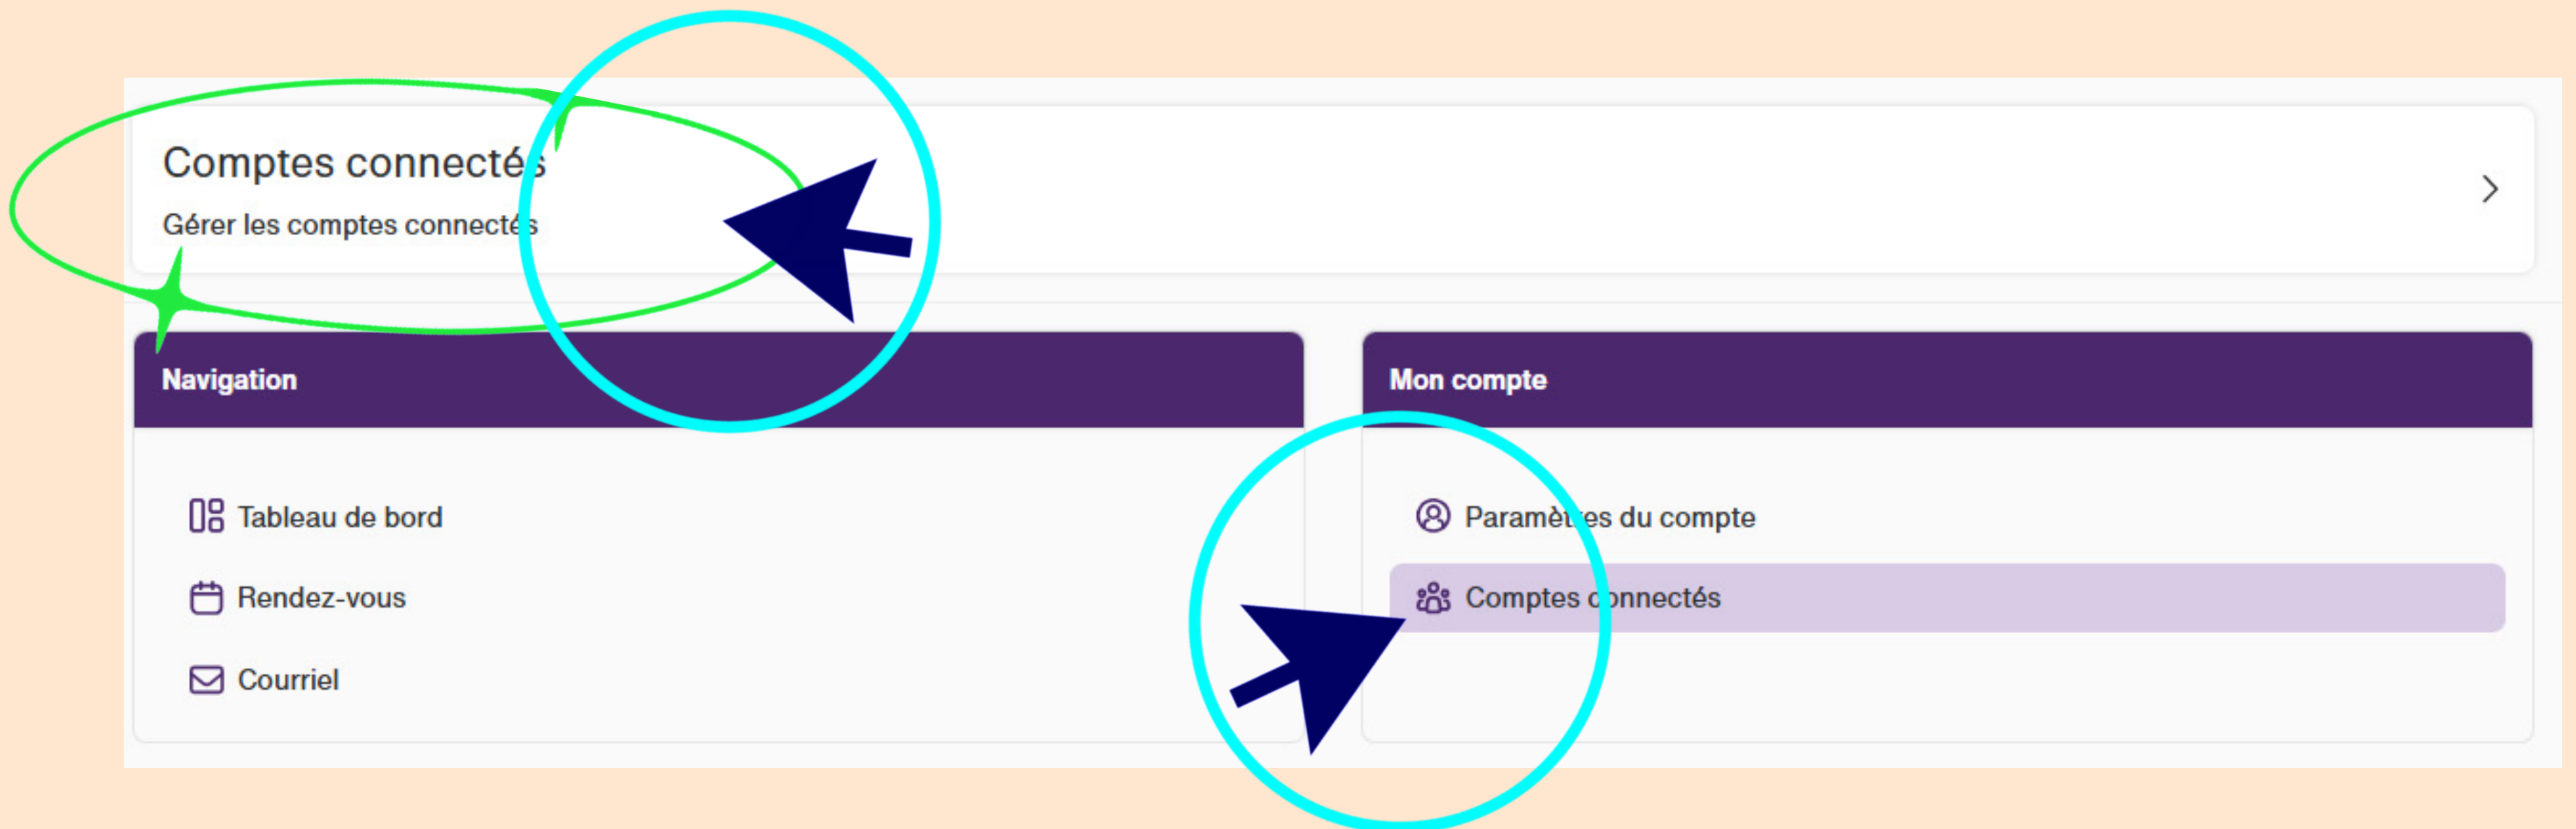 Comptes connectés
Gérer les comptes connectés
Navigation
Tableau de bord
Rendez-vous
Courriel
Mon compte
Paramètres du compte
Comptes connectés